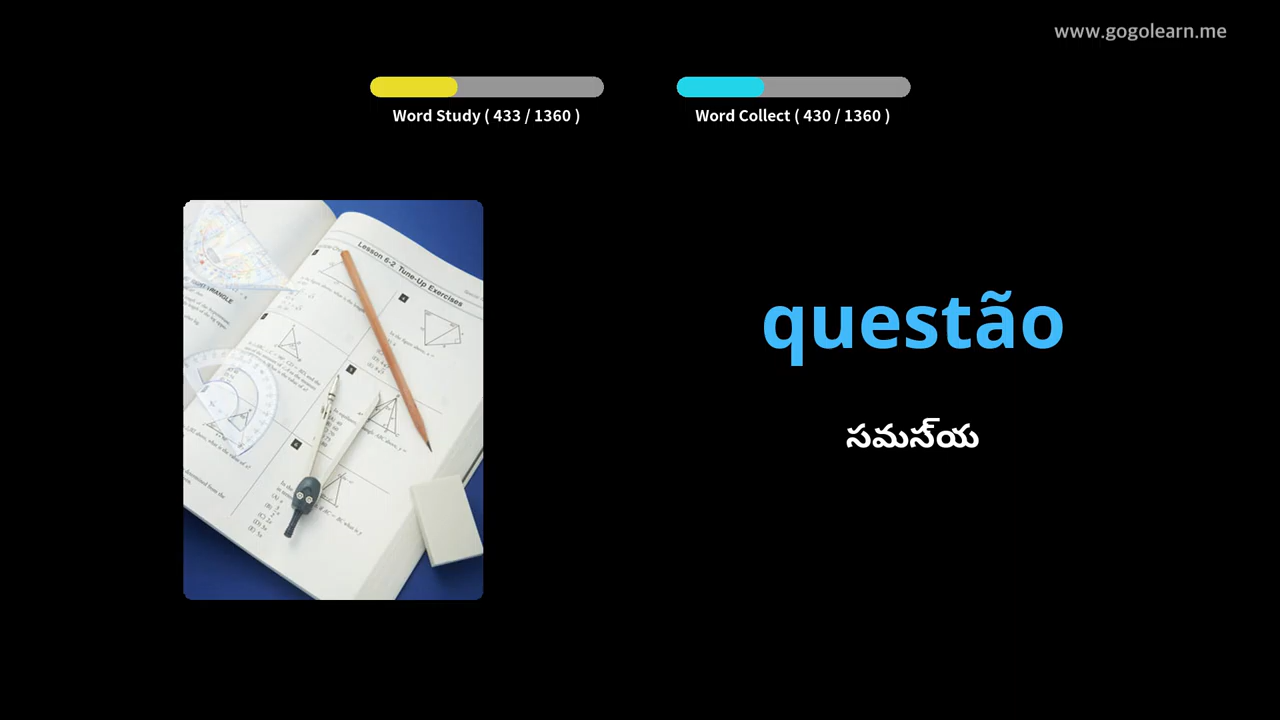 www.gogolearn.me
Word Study ( 433 / 1360 )
Word Collect ( 430 / 1360 )
Lesson 6-2 Tune-Up Exercises
questão
సమస్య